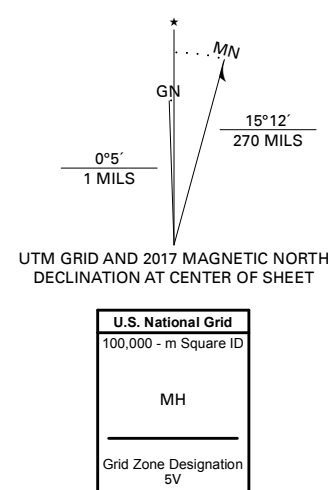 ★
MN
GN
15°12´
270 MILS
0°5´
1 MILS
UTM GRID AND 2017 MAGNETIC NORTH
DECLINATION AT CENTER OF SHEET
U.S. National Grid
100,000 - m Square ID
MH
Grid Zone Designation
5V